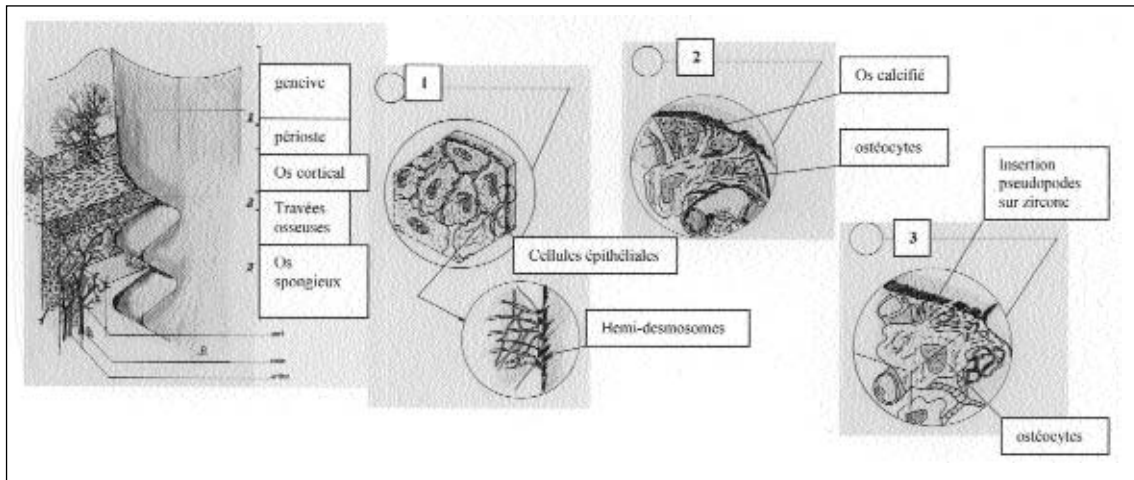 gencive
périoste
Os cortical
Travées
osseuses
Os
spongieux
1
Cellules épithéliales
Hemi-desmosomes
2
Os calcifié
ostéocytes
Insertion
pseudopodes
sur zircone
3
ostéocytes